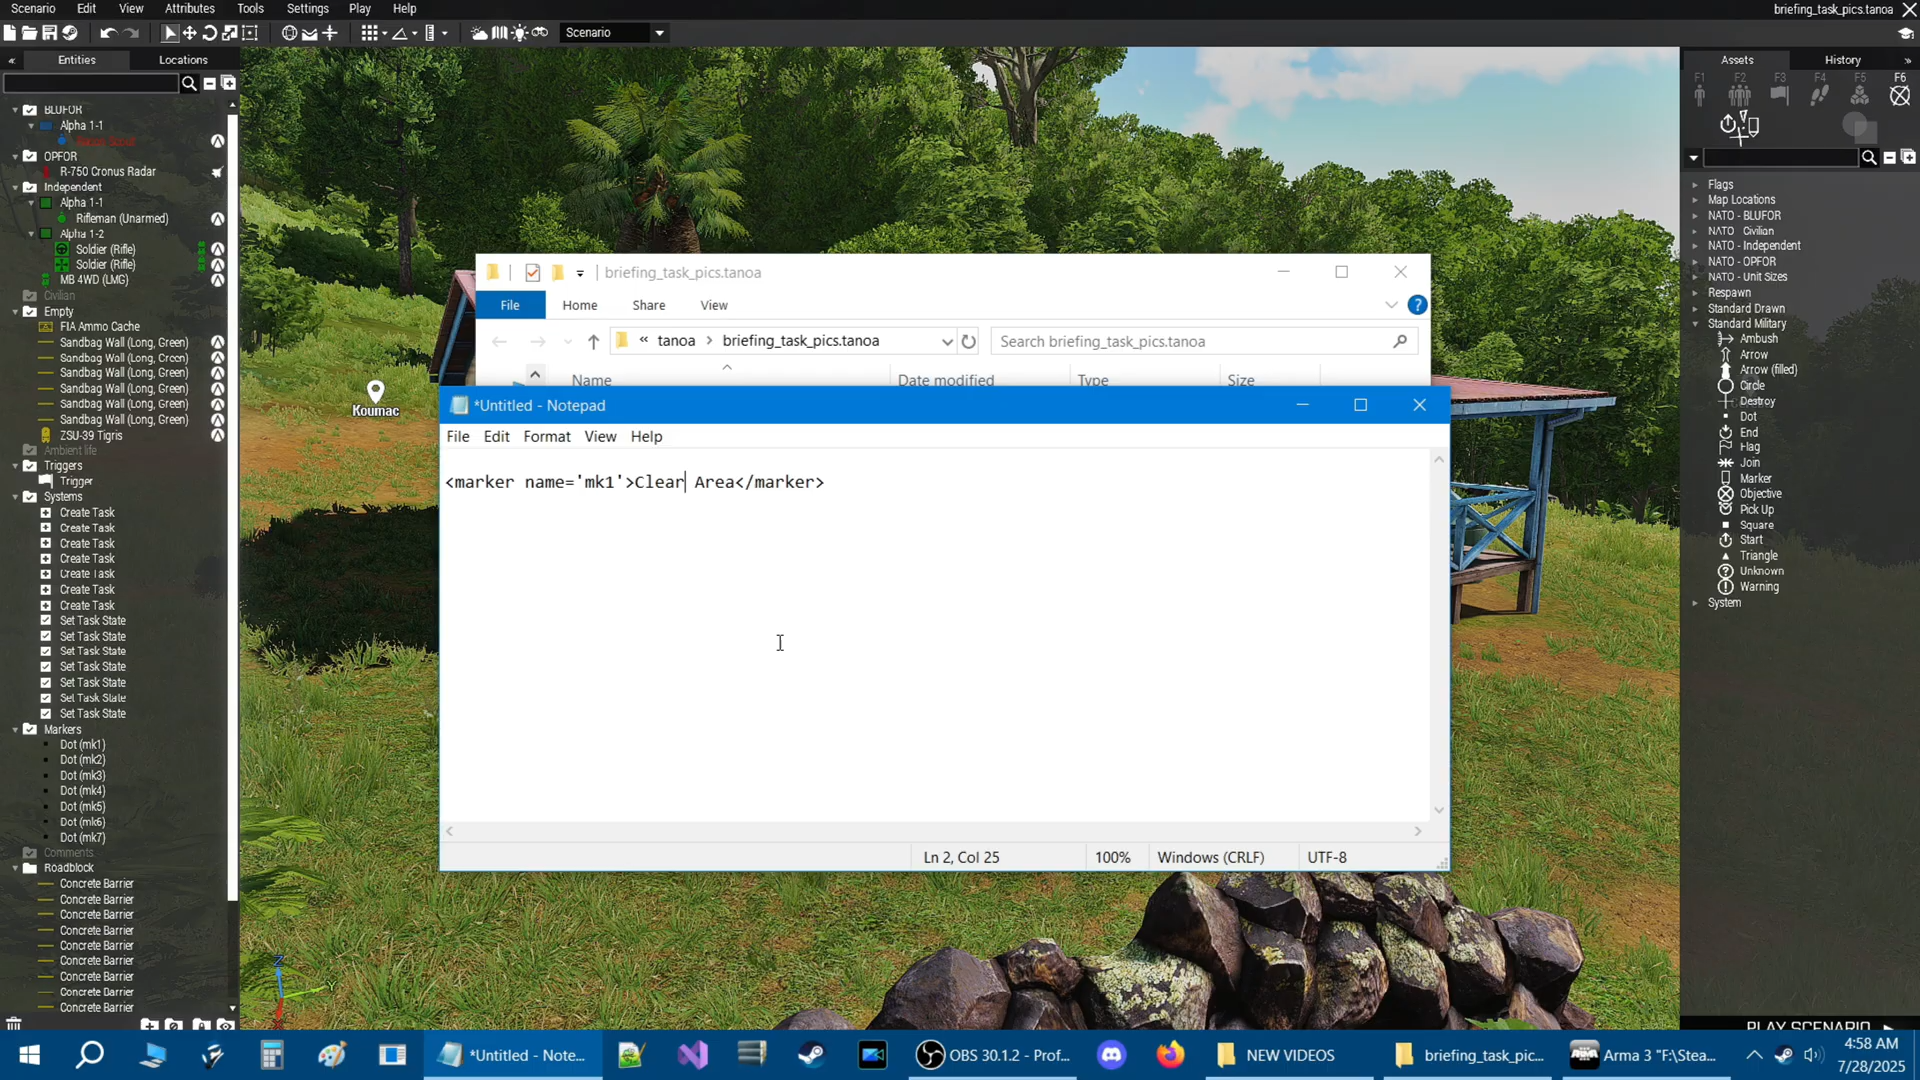 Scenario Edit View Attributes Tools Settings Play Help
briefing_task_pics.tanoa
Scenario
Entities Locations
BLUFOR
Alpha 1-1
OPFOR
R-750 Cronus Radar
Independent
Alpha 1-1
Rifleman (Unarmed)
Alpha 1-2
Soldier (Rifle)
Soldier (Rifle)
MB 4WD (LMG)
Civilian
Empty
FIA Ammo Cache
Sandbag Wall (Long, Green)
Sandbag Wall (Long, Green)
Sandbag Wall (Long, Green)
Sandbag Wall (Long, Green)
Sandbag Wall (Long, Green)
Sandbag Wall (Long, Green)
ZSU-39 Tigris
Ambient life
Triggers
Trigger
Systems
Create Task
Create Task
Create Task
Create Task
Create Task
Create Task
Create Task
Set Task State
Set Task State
Set Task State
Set Task State
Set Task State
Set Task State
Set Task State
Markers
Dot (mk1)
Dot (mk2)
Dot (mk3)
Dot (mk4)
Dot (mk5)
Dot (mk6)
Dot (mk7)
Comments
Roadblock
Concrete Barrier
Concrete Barrier
Concrete Barrier
Concrete Barrier
Concrete Barrier
Concrete Barrier
Concrete Barrier
Concrete Barrier
Koumac
Z
Y
briefing_task_pics.tanoa
File Home Share View
« tanoa > briefing_task_pics.tanoa
Search briefing_task_pics.tanoa
Name Date modified Type Size
*Untitled - Notepad
File Edit Format View Help
<marker name='mk1'>Clear Area</marker>
Ln 2, Col 25 100% Windows (CRLF) UTF-8
Assets History
F1 F2 F3 F4 F5 F6
Flags
Map Locations
NATO - BLUFOR
NATO - Civilian
NATO - Independent
NATO - OPFOR
NATO - Unit Sizes
Respawn
Standard Drawn
Standard Military
Ambush
Arrow
Arrow (filled)
Circle
Destroy
Dot
End
Flag
Join
Marker
Objective
Pick Up
Square
Start
Triangle
Unknown
Warning
System
PLAY SCENARIO
*Untitled - Note...
OBS 30.1.2 - Prof...
NEW VIDEOS
briefing_task_pic...
Arma 3 "F:\Stea...
4:58 AM
7/28/2025